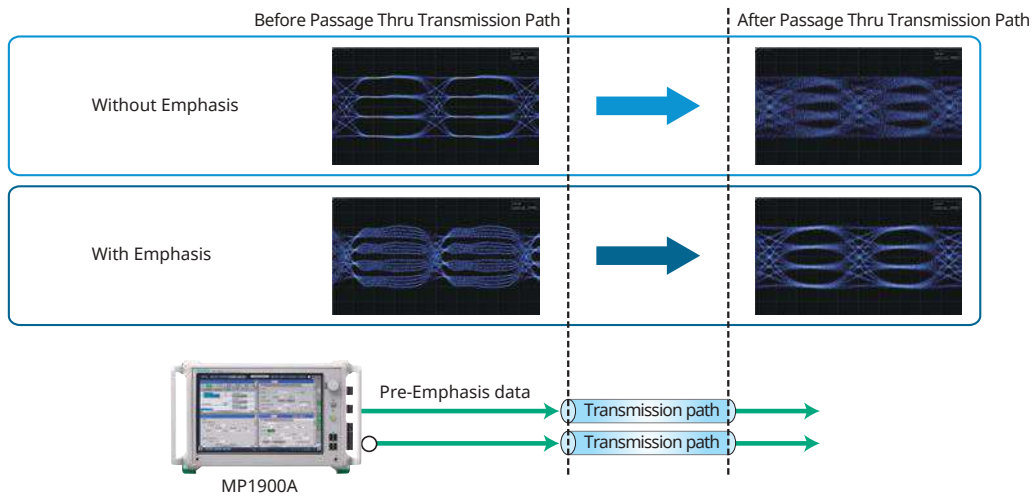 Before Passage Thru Transmission Path
After Passage Thru Transmission Path
Without Emphasis
With Emphasis
Pre-Emphasis data
Transmission path
Transmission path
MP1900A